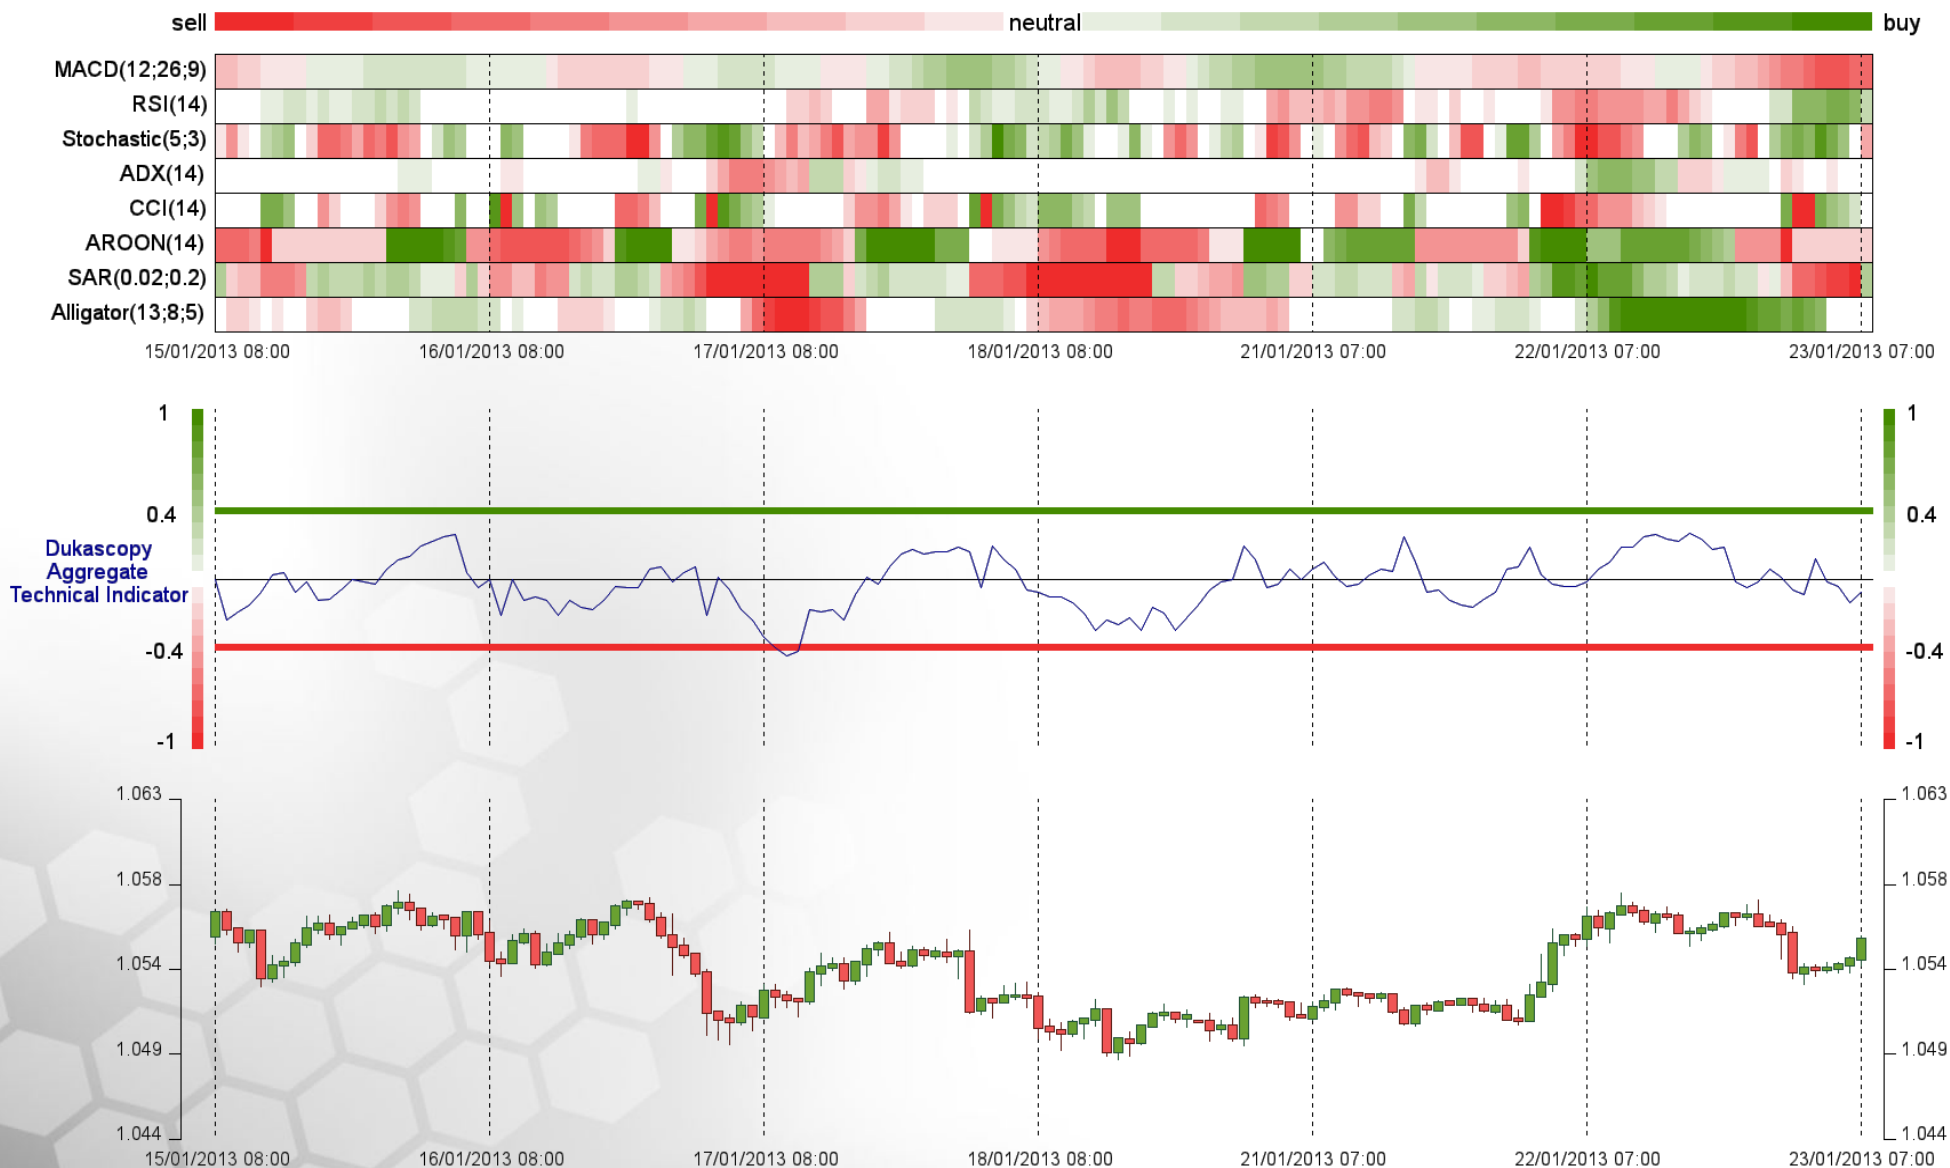 sell neutral buy
MACD(12;26;9)
RSI(14)
Stochastic(5;3)
ADX(14)
CCI(14)
AROON(14)
SAR(0.02;0.2)
Alligator(13;8;5)
15/01/2013 08:00 16/01/2013 08:00 17/01/2013 08:00 18/01/2013 08:00 21/01/2013 07:00 22/01/2013 07:00 23/01/2013 07:00
1 1
0.4 0.4
Dukascopy
Aggregate
Technical Indicator
-0.4 -0.4
-1 -1
1.063 1.063
1.058 1.058
1.054 1.054
1.049 1.049
1.044 1.044
15/01/2013 08:00 16/01/2013 08:00 17/01/2013 08:00 18/01/2013 08:00 21/01/2013 07:00 22/01/2013 07:00 23/01/2013 07:00